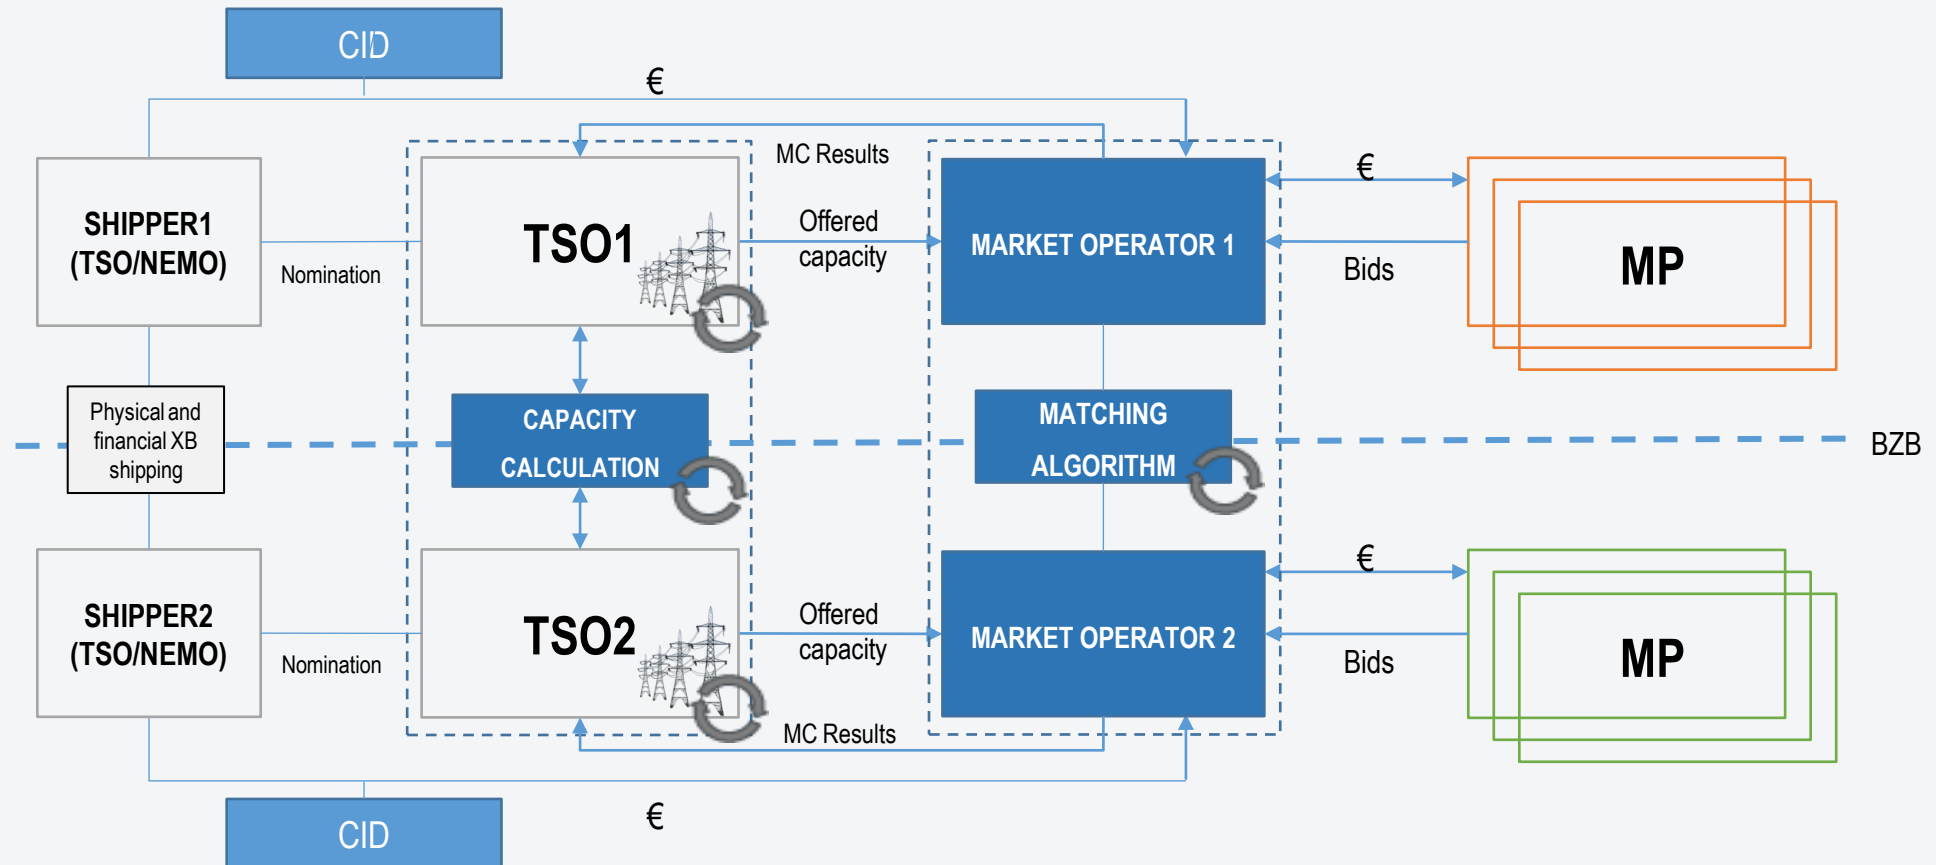 CID
€
MC Results
SHIPPER1
(TSO/NEMO)
Nomination
TSO1
Offered
capacity
MARKET OPERATOR 1
€
Bids
MP
Physical and
financial XB
shipping
CAPACITY
CALCULATION
MATCHING
ALGORITHM
BZB
SHIPPER2
(TSO/NEMO)
Nomination
TSO2
Offered
capacity
MARKET OPERATOR 2
€
Bids
MP
MC Results
€
CID